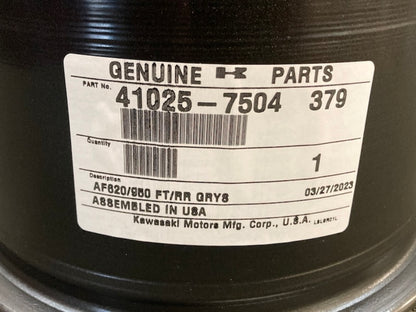 GENUINE K PARTS
PART No. 41025-7504 379
Quantity 1
Description
AF620/950 FT/RR GRYS 03/27/2023
ASSEMBLED IN USA
Kawasaki Motors Mfg. Corp., U.S.A.